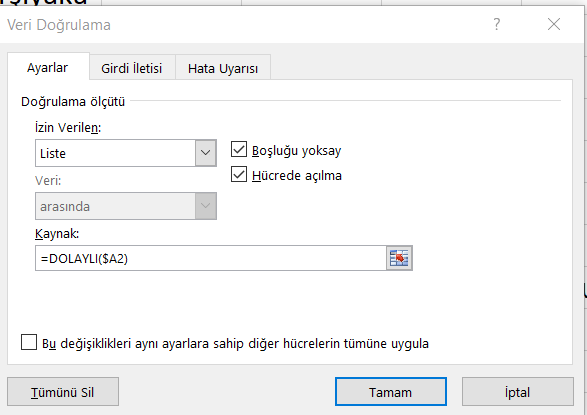 Veri Doğrulama
Ayarlar
Girdi İletisi
Hata Uyarısı
Doğrulama ölçütü
İzin Verilen:
Liste
Boşluğu yoksay
Hücrede açılma
Veri:
arasında
Kaynak:
=DOLAYLI($A2)
Bu değişiklikleri aynı ayarlara sahip diğer hücrelerin tümüne uygula
Tümünü Sil
Tamam
İptal